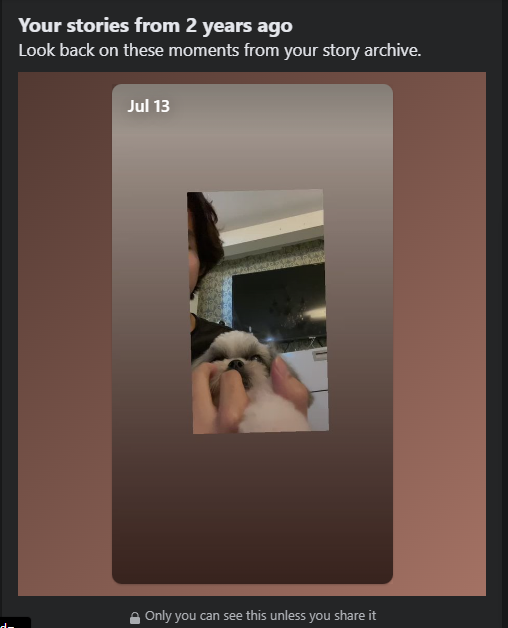 Your stories from 2 years ago
Look back on these moments from your story archive.
Jul 13
Only you can see this unless you share it